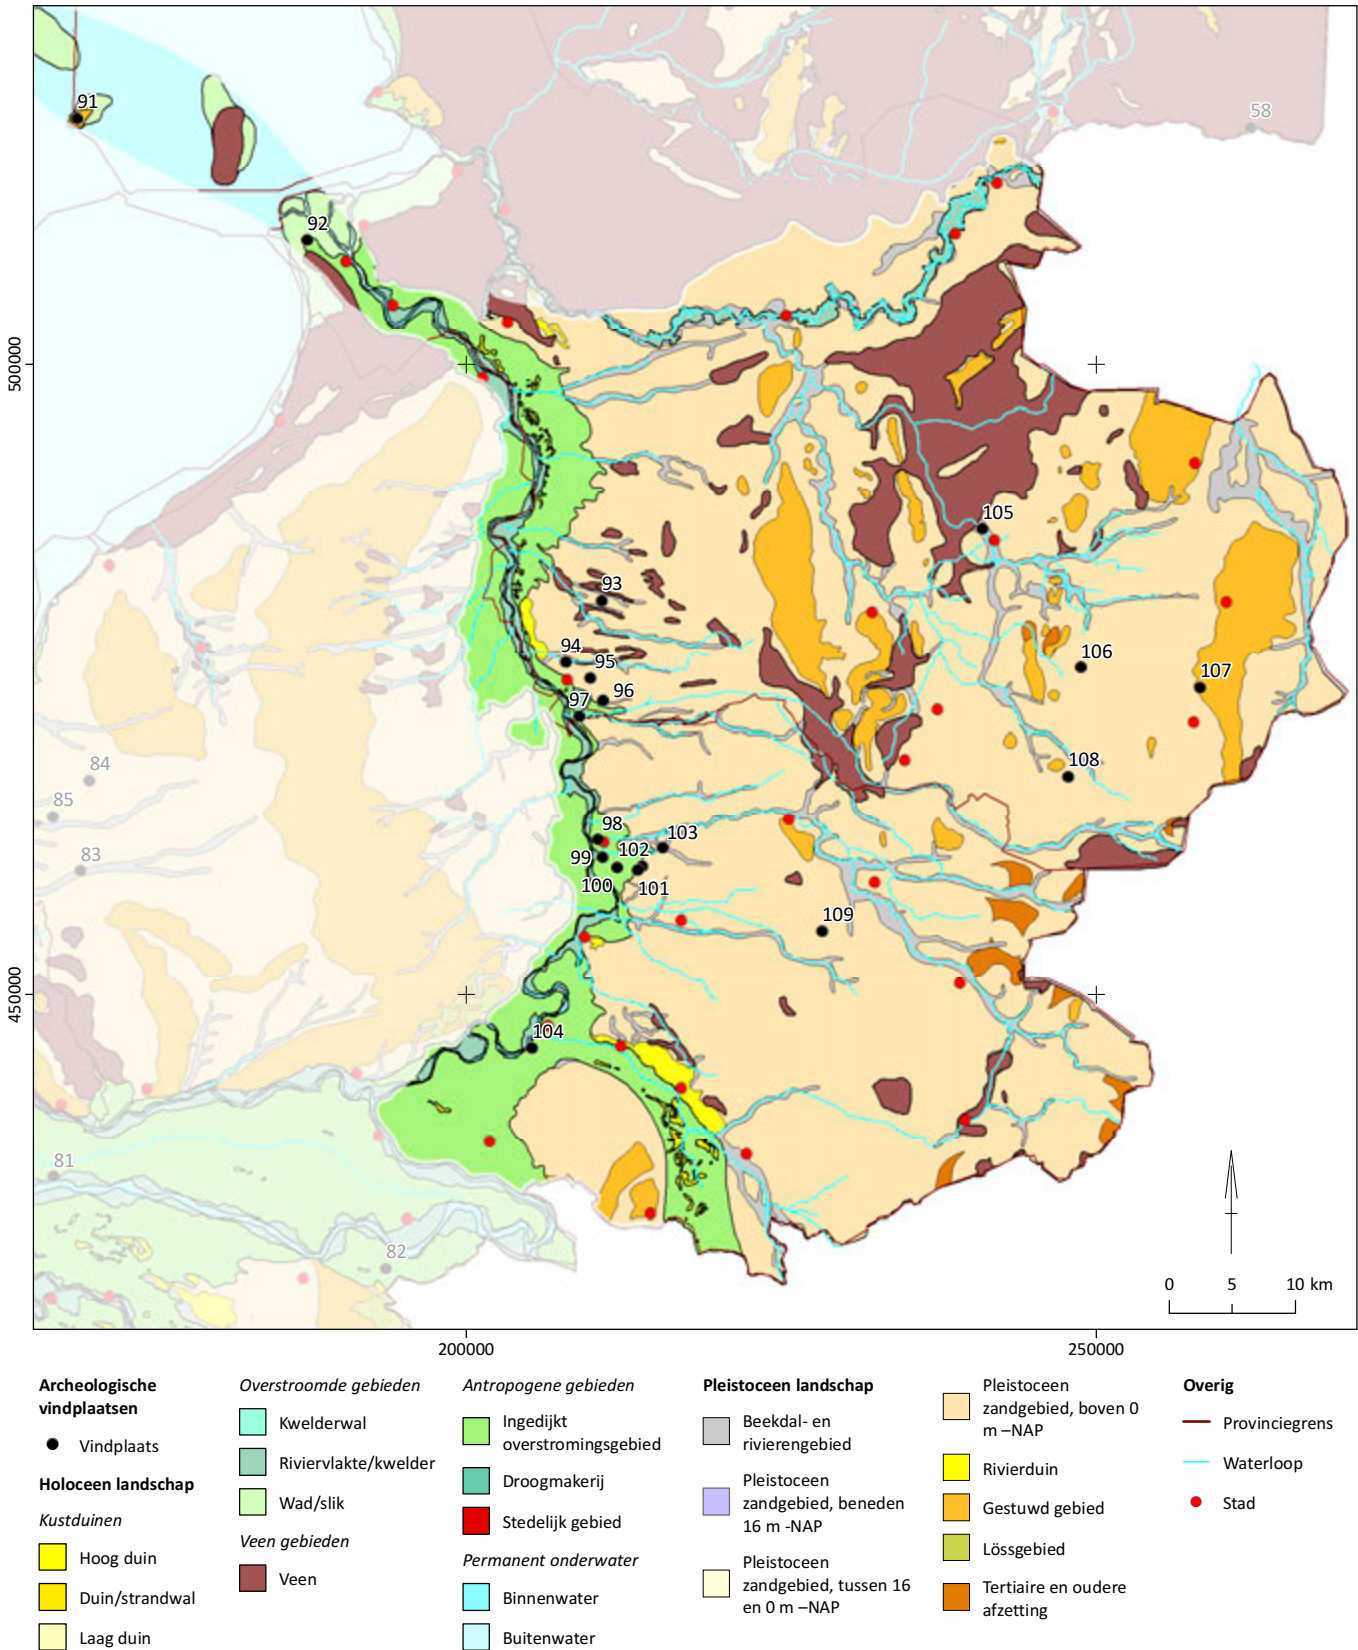 91
58
92
500000
105
93
94
95
106
96
107
97
84
108
85
98
103
99
102
83
100
101
109
450000
104
81
82
0 5 10 km
200000 250000
Archeologische
vindplaatsen
Vindplaats
Holoceen landschap
Kustduinen
Hoog duin
Duin/strandwal
Laag duin
Overstroomde gebieden
Kwelderwal
Riviervlakte/kwelder
Wad/slik
Veen gebieden
Veen
Antropogene gebieden
Ingedijkt
overstromingsgebied
Droogmakerij
Stedelijk gebied
Permanent onderwater
Binnenwater
Buitenwater
Pleistoceen landschap
Beekdal- en
rivierengebied
Pleistoceen
zandgebied, beneden
16 m -NAP
Pleistoceen
zandgebied, tussen 16
en 0 m –NAP
Pleistoceen
zandgebied, boven 0
m –NAP
Rivierduin
Gestuwd gebied
Lössgebied
Tertiaire en oudere
afzetting
Overig
Provinciegrens
Waterloop
Stad